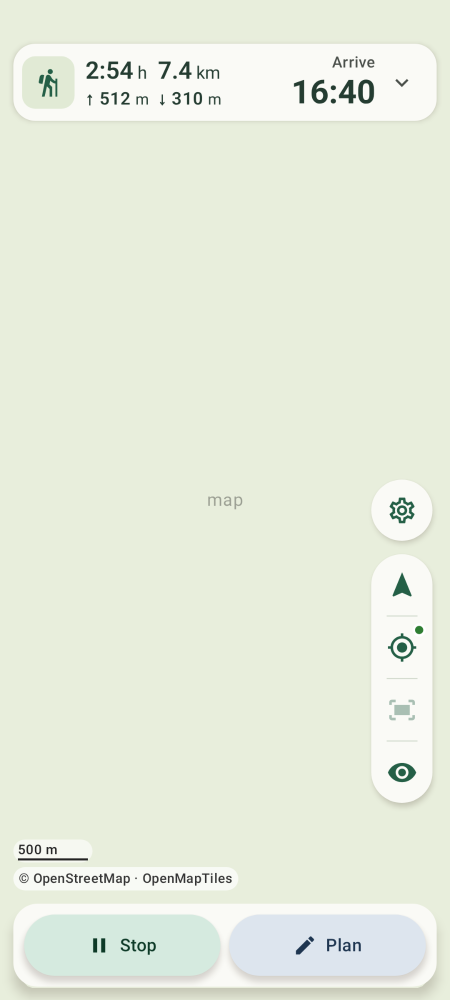 2:54 h 7.4 km
↑ 512 m ↓ 310 m
Arrive
16:40
map
500 m
© OpenStreetMap · OpenMapTiles
Stop
Plan